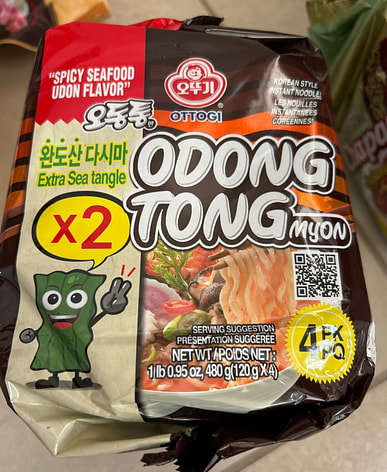 "SPICY SEAFOOD
UDON FLAVOR"
오뚜기
OTTOGI
KOREAN STYLE
INSTANT NOODLE
LES NOUILLES
INSTANTANÉES
CORÉENNES
오동통면
완도산 다시마
Extra Sea tangle
X2
ODONG
TONG
MYON
SERVING SUGGESTION
PRÉSENTATION SUGGÉRÉE
NET WT/POIDS NET :
1 lb 0.95 oz, 480 g(120 g X 4)
4 PK
PQ